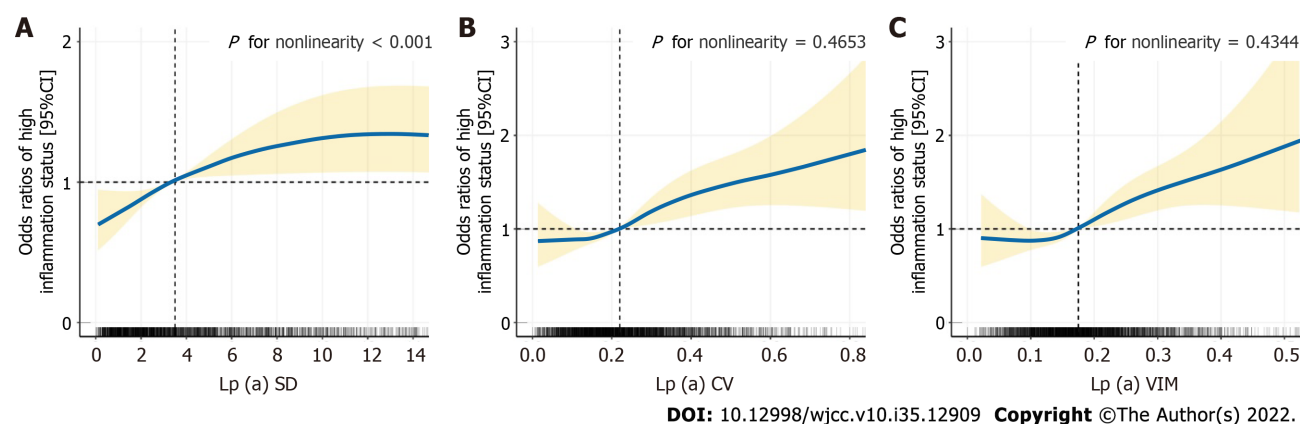 A
P for nonlinearity < 0.001
Odds ratios of high
inflammation status [95%CI]
2
1
0
0 2 4 6 8 10 12 14
Lp (a) SD
B
P for nonlinearity = 0.4653
Odds ratios of high
inflammation status [95%CI]
3
2
1
0
0.0 0.2 0.4 0.6 0.8
Lp (a) CV
C
P for nonlinearity = 0.4344
Odds ratios of high
inflammation status [95%CI]
3
2
1
0
0.0 0.1 0.2 0.3 0.4 0.5
Lp (a) VIM
DOI: 10.12998/wjcc.v10.i35.12909 Copyright ©The Author(s) 2022.